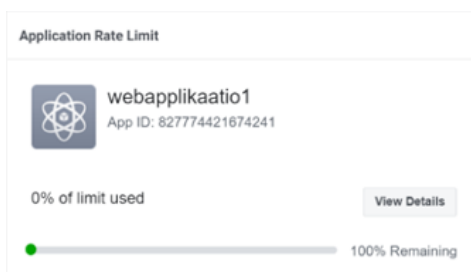 Application Rate Limit
webapplikaatio1
App ID: 827774421674241
0% of limit used
View Details
100% Remaining